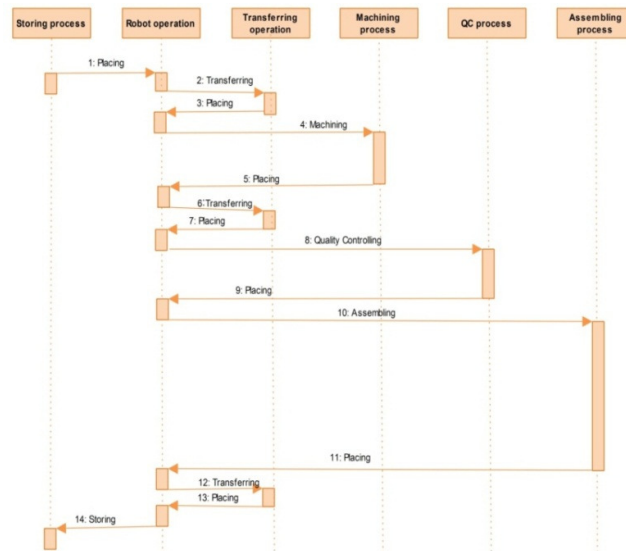 Storing process
Robot operation
Transferring
operation
Machining
process
QC process
Assembling
process
1: Placing
2: Transferring
3: Placing
4: Machining
5: Placing
6:Transferring
7: Placing
8: Quality Controlling
9: Placing
10: Assembling
11: Placing
12: Transferring
13: Placing
14: Storing